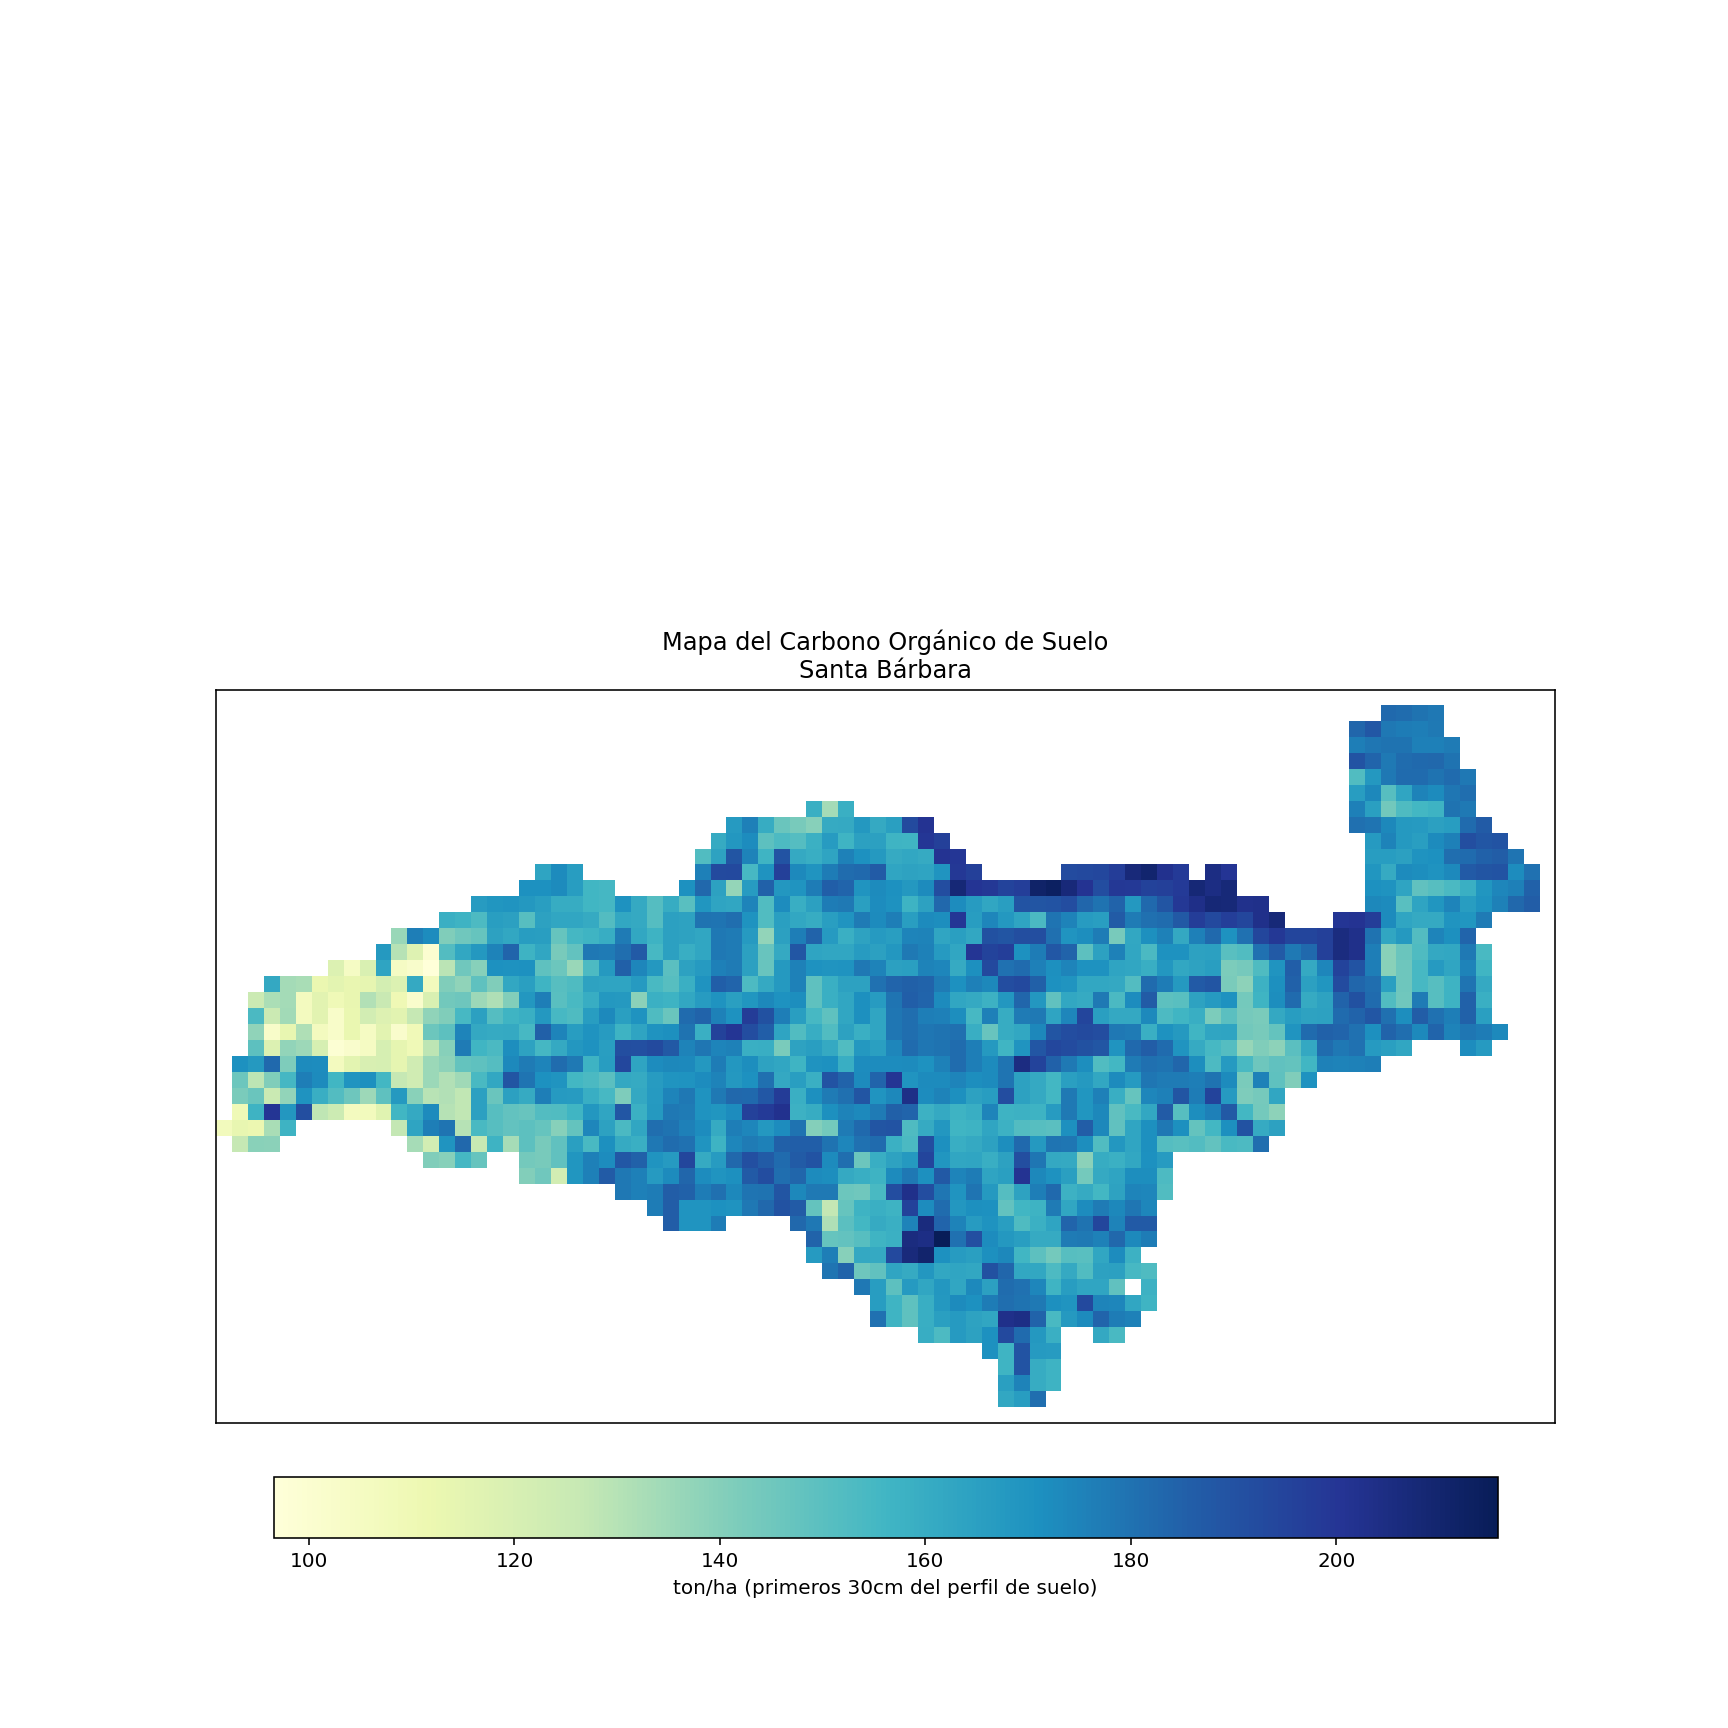 Mapa del Carbono Orgánico de Suelo
Santa Bárbara
100 120 140 160 180 200
ton/ha (primeros 30cm del perfil de suelo)